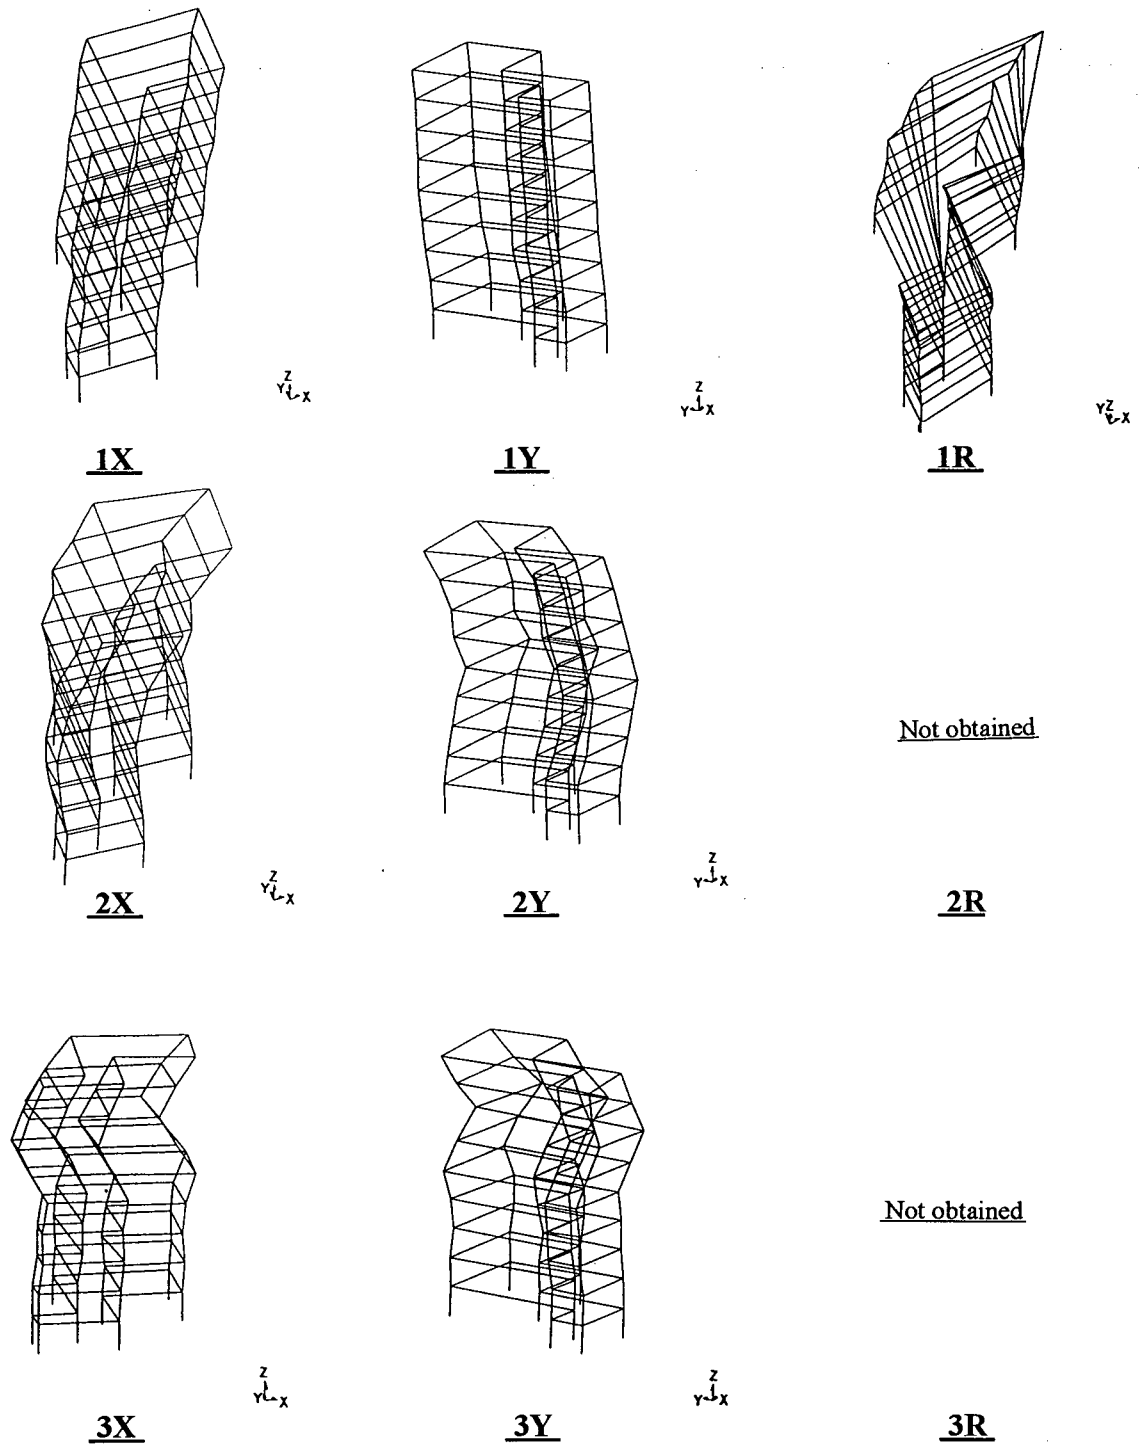 Z
Y X
Z
Y X
Y Z
X
1X 1Y 1R
Not obtained
Z
Y X
Z
Y X
2X 2Y 2R
Not obtained
Z
Y X
Z
Y X
3X 3Y 3R